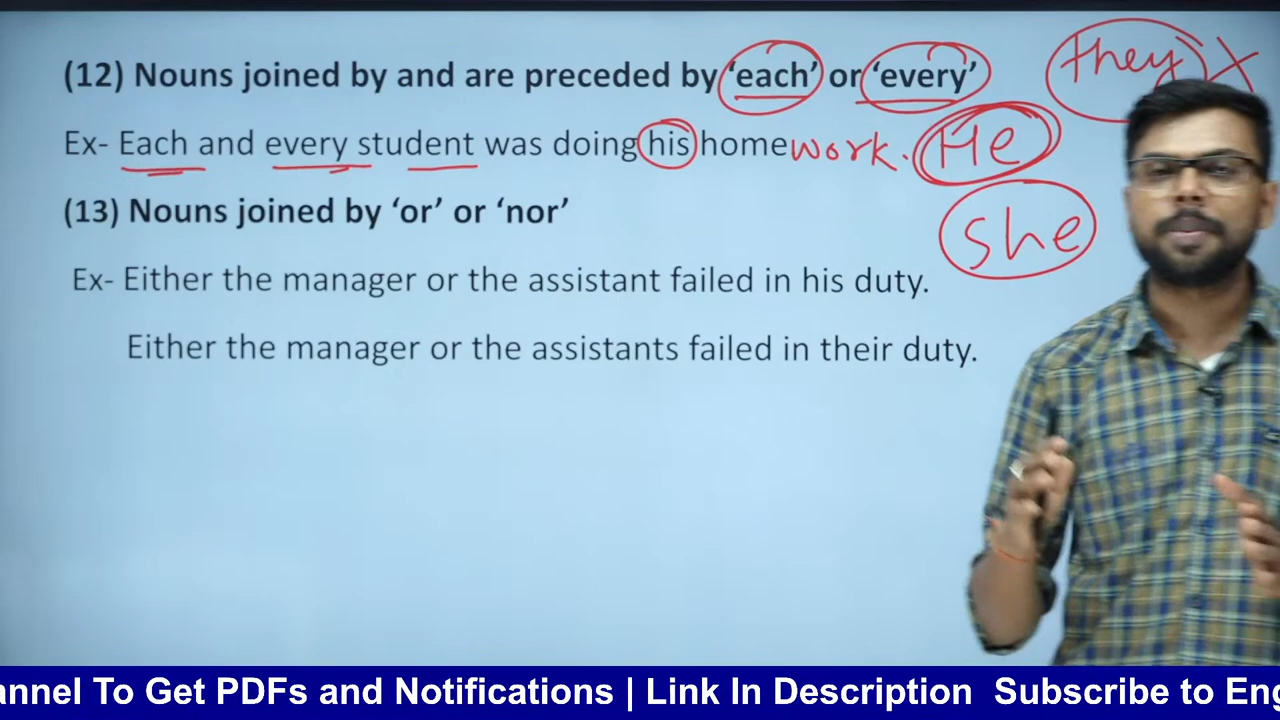 (12) Nouns joined by and are preceded by 'each' or 'every' they X
Ex- Each and every student was doing his homework. He
she
(13) Nouns joined by 'or' or 'nor'
Ex- Either the manager or the assistant failed in his duty.
Either the manager or the assistants failed in their duty.
annel To Get PDFs and Notifications | Link In Description Subscribe to Eng